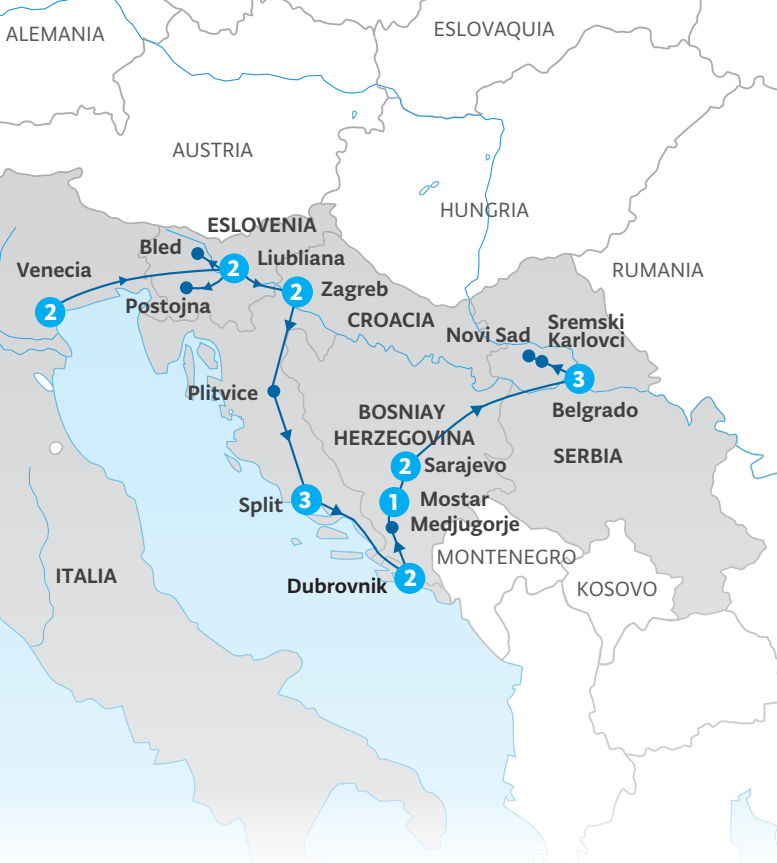 ALEMANIA
ESLOVAQUIA
AUSTRIA
HUNGRIA
ESLOVENIA
Bled
Liubliana
2
Venecia
RUMANIA
Postojna
2
Zagreb
2
CROACIA
Sremski
Karlovci
Novi Sad
3
Plitvice
Belgrado
BOSNIAY
HERZEGOVINA
SERBIA
2
Sarajevo
Split
3
1
Mostar
Medjugorje
MONTENEGRO
ITALIA
Dubrovnik
2
KOSOVO